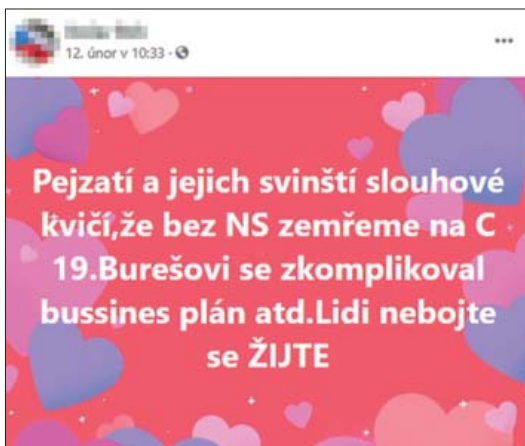 12. únor v 10:33 ·
Pejzatí a jejich svinští slouhové
kvičí,že bez NS zemřeme na C
19.Burešovi se zkomplikoval
bussines plán atd.Lidi nebojte
se ŽIJTE